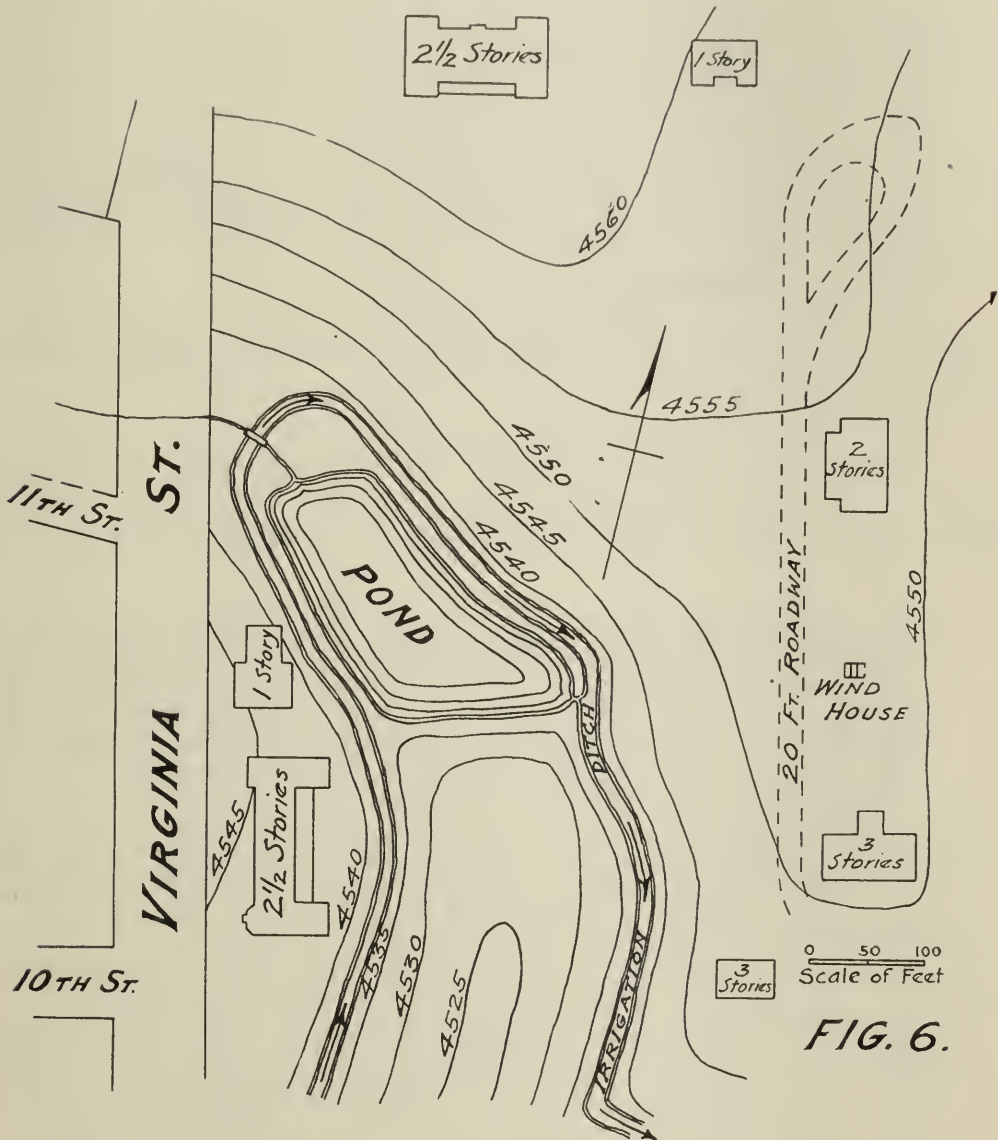 2½ Stories
1 Story
4560
4555
4550
4545
4540
11TH ST.
VIRGINIA ST.
POND
2 Stories
20 FT. ROADWAY
4550
WIND HOUSE
1 Story
DITCH
4545
2½ Stories
4540
4535
4530
4525
3 Stories
10TH ST.
IRRIGATION
3 Stories
0 50 100
Scale of Feet
FIG. 6.